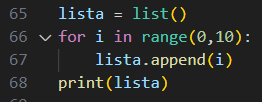 65 lista = list()
66 for i in range(0,10):
67     lista.append(i)
68 print(lista)